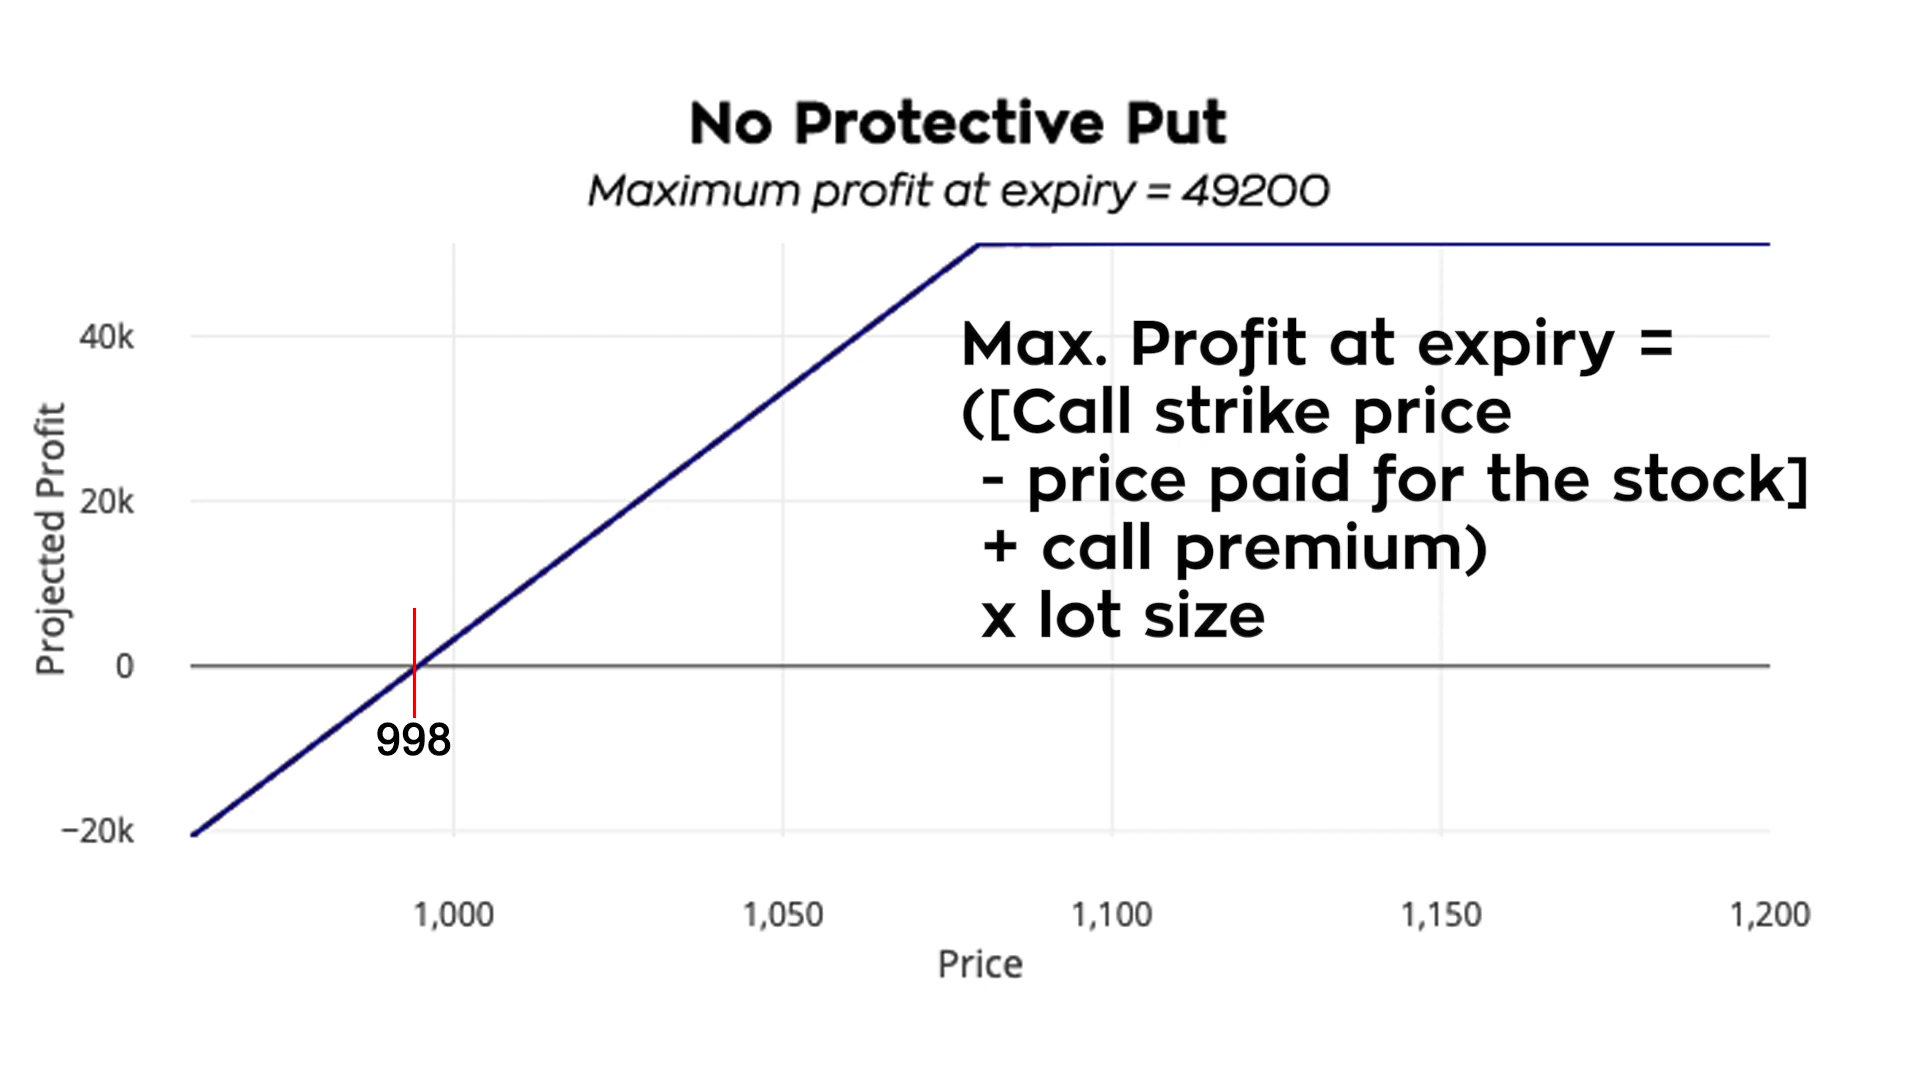 No Protective Put
Maximum profit at expiry = 49200
Max. Profit at expiry =
([Call strike price
- price paid for the stock]
+ call premium)
x lot size
Projected Profit
40k
20k
0
−20k
998
1,000
1,050
1,100
1,150
1,200
Price